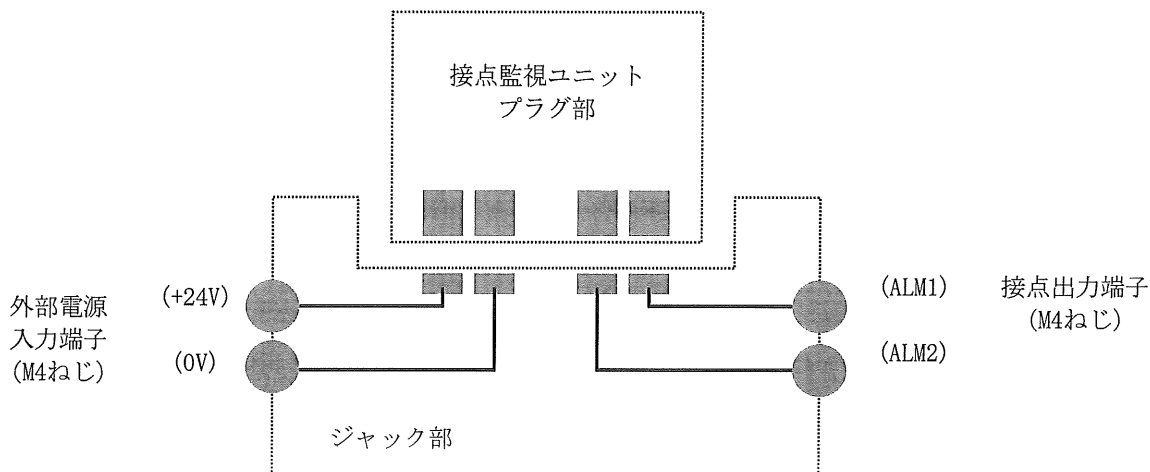 接点監視ユニット
プラグ部
外部電源
入力端子
(M4ねじ)
(+24V)
(0V)
(ALM1)
(ALM2)
接点出力端子
(M4ねじ)
ジャック部